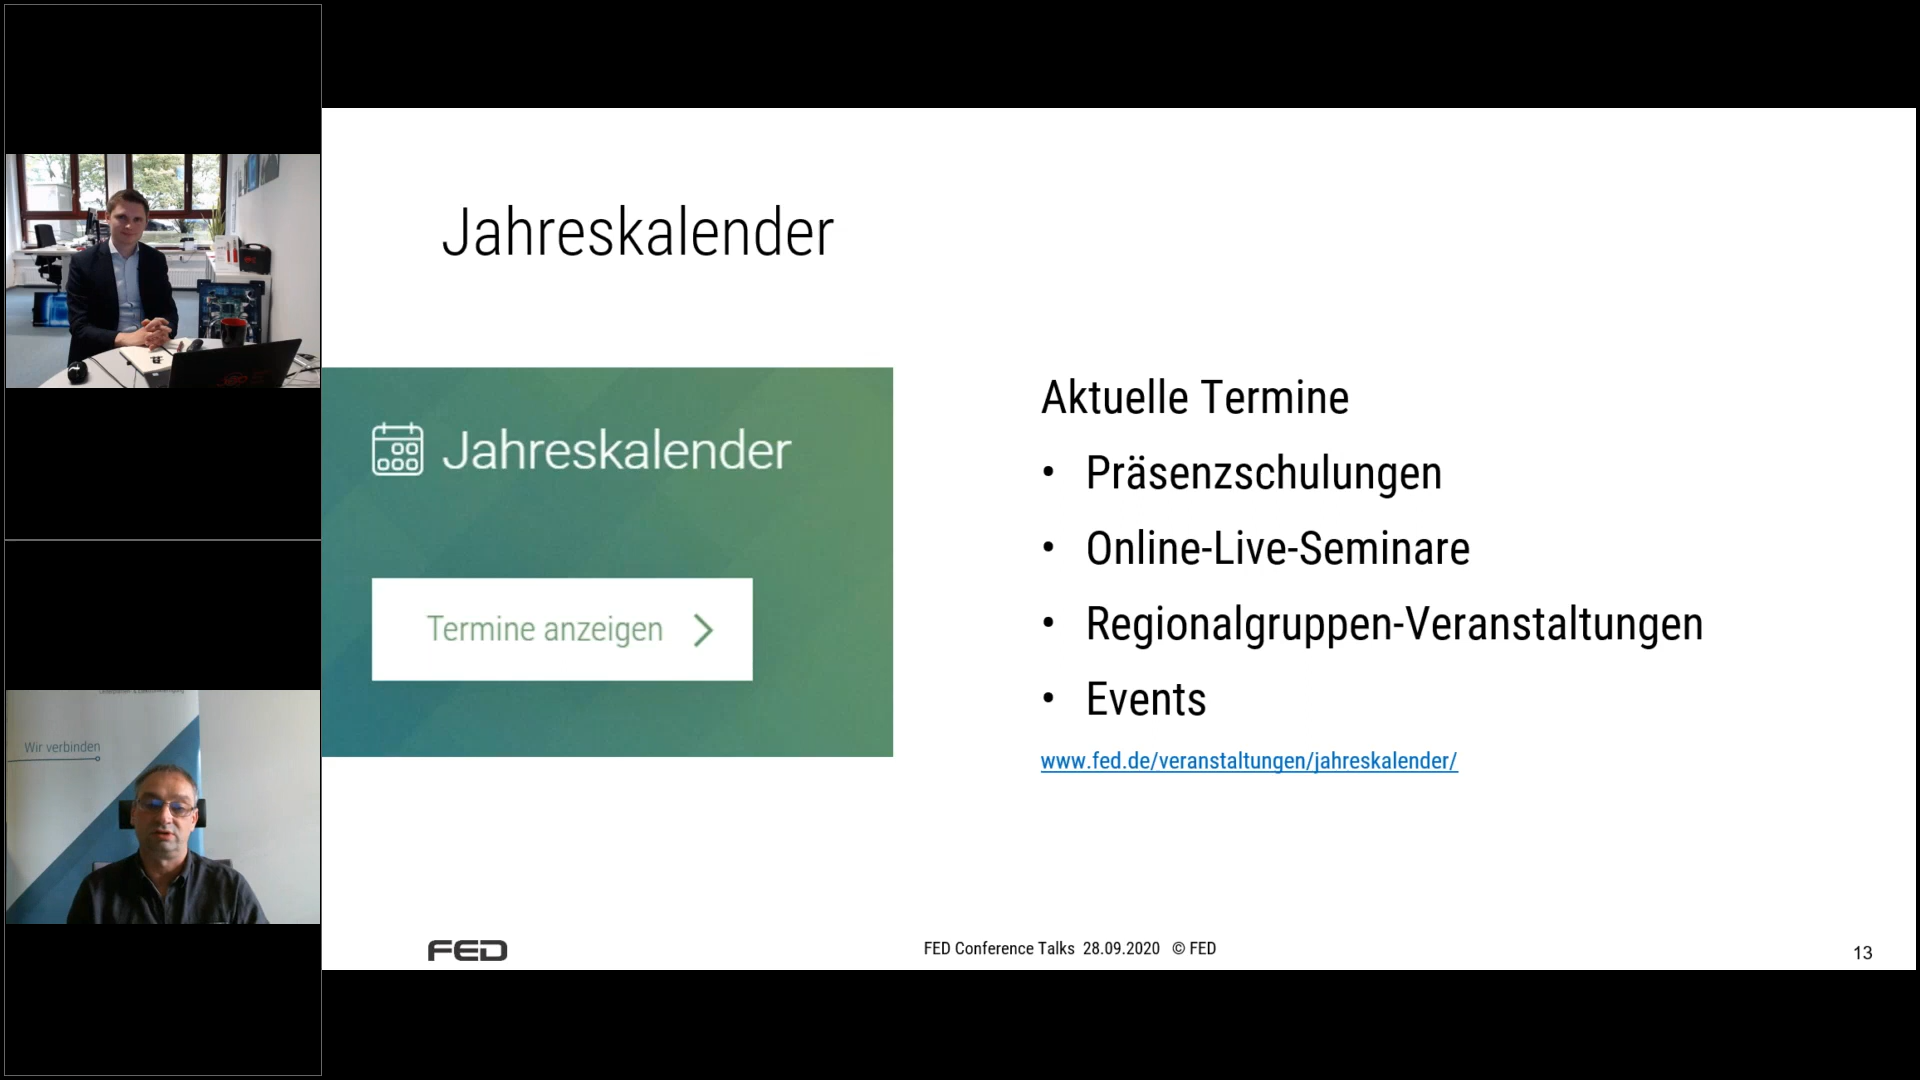 Jahreskalender
Jahreskalender
Termine anzeigen
Aktuelle Termine
• Präsenzschulungen
• Online-Live-Seminare
• Regionalgruppen-Veranstaltungen
• Events
www.fed.de/veranstaltungen/jahreskalender/
FED
FED Conference Talks 28.09.2020 © FED
13
Wir verbinden